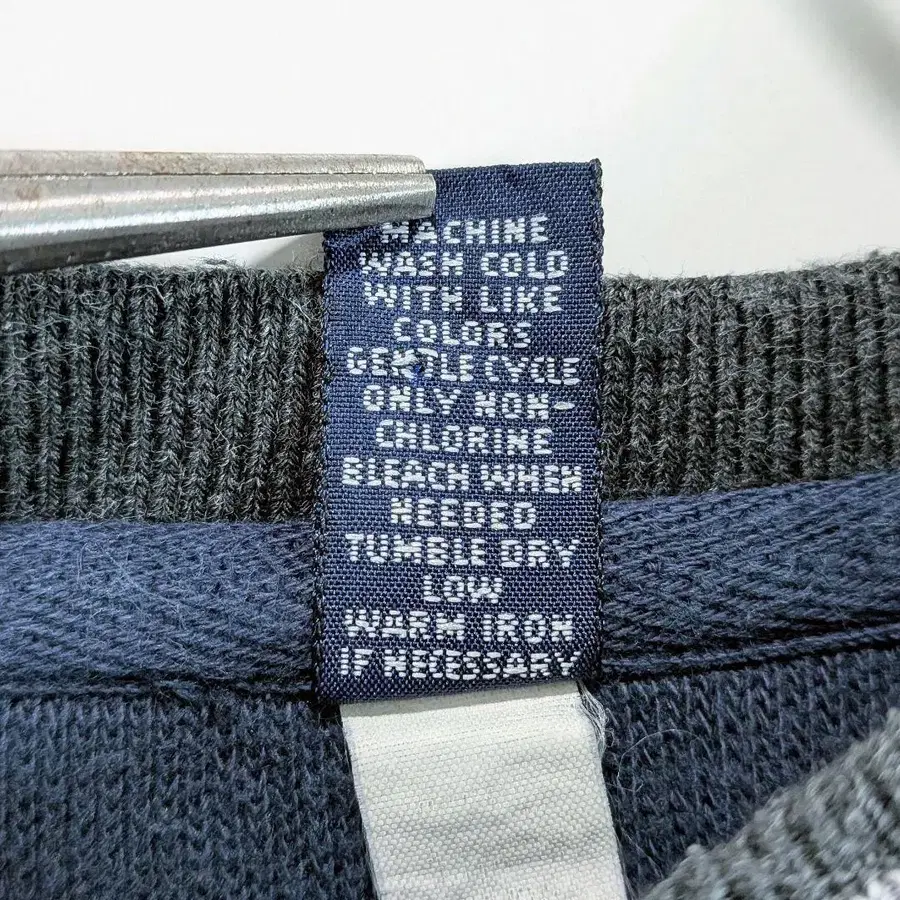 MACHINE
WASH COLD
WITH LIKE
COLORS
GENTLE CYCLE
ONLY NON-
CHLORINE
BLEACH WHEN
NEEDED
TUMBLE DRY
LOW
WARM IRON
IF NECESSARY